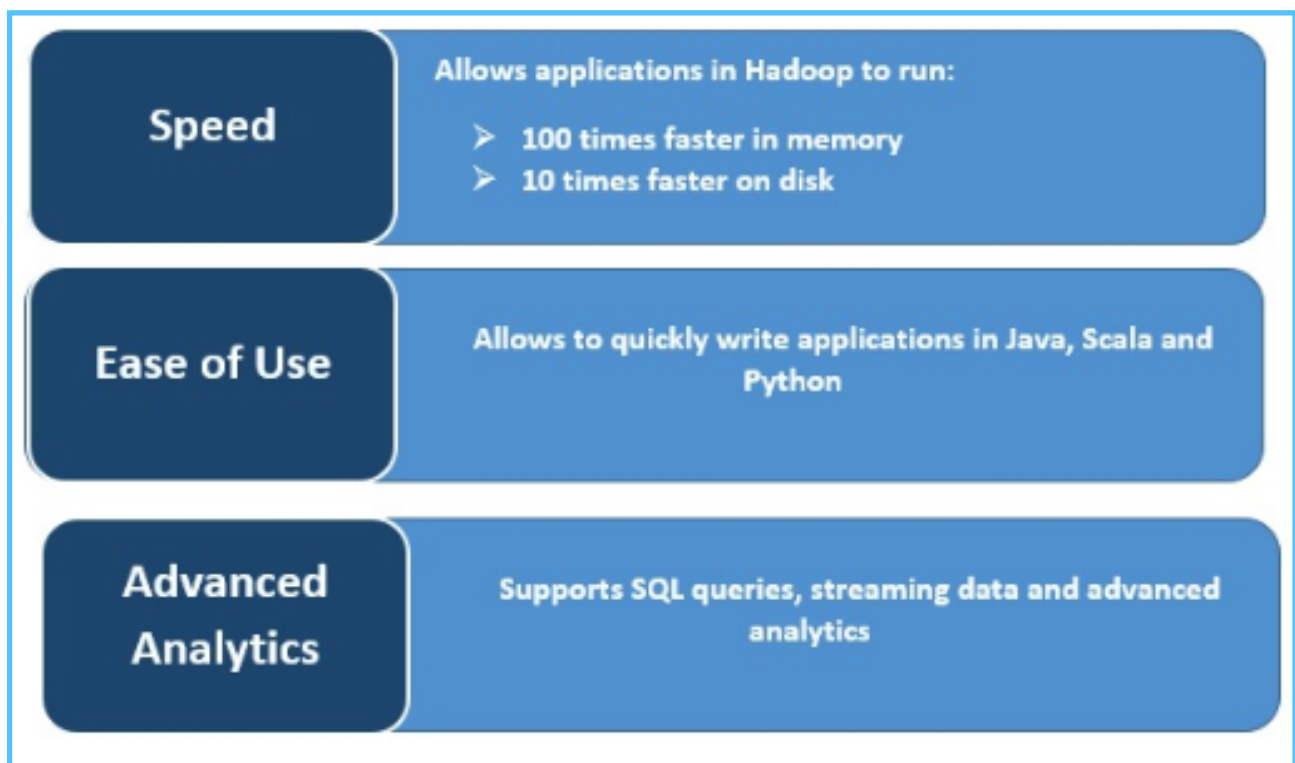 Speed
Allows applications in Hadoop to run:
➢ 100 times faster in memory
➢ 10 times faster on disk
Ease of Use
Allows to quickly write applications in Java, Scala and
Python
Advanced
Analytics
Supports SQL queries, streaming data and advanced
analytics